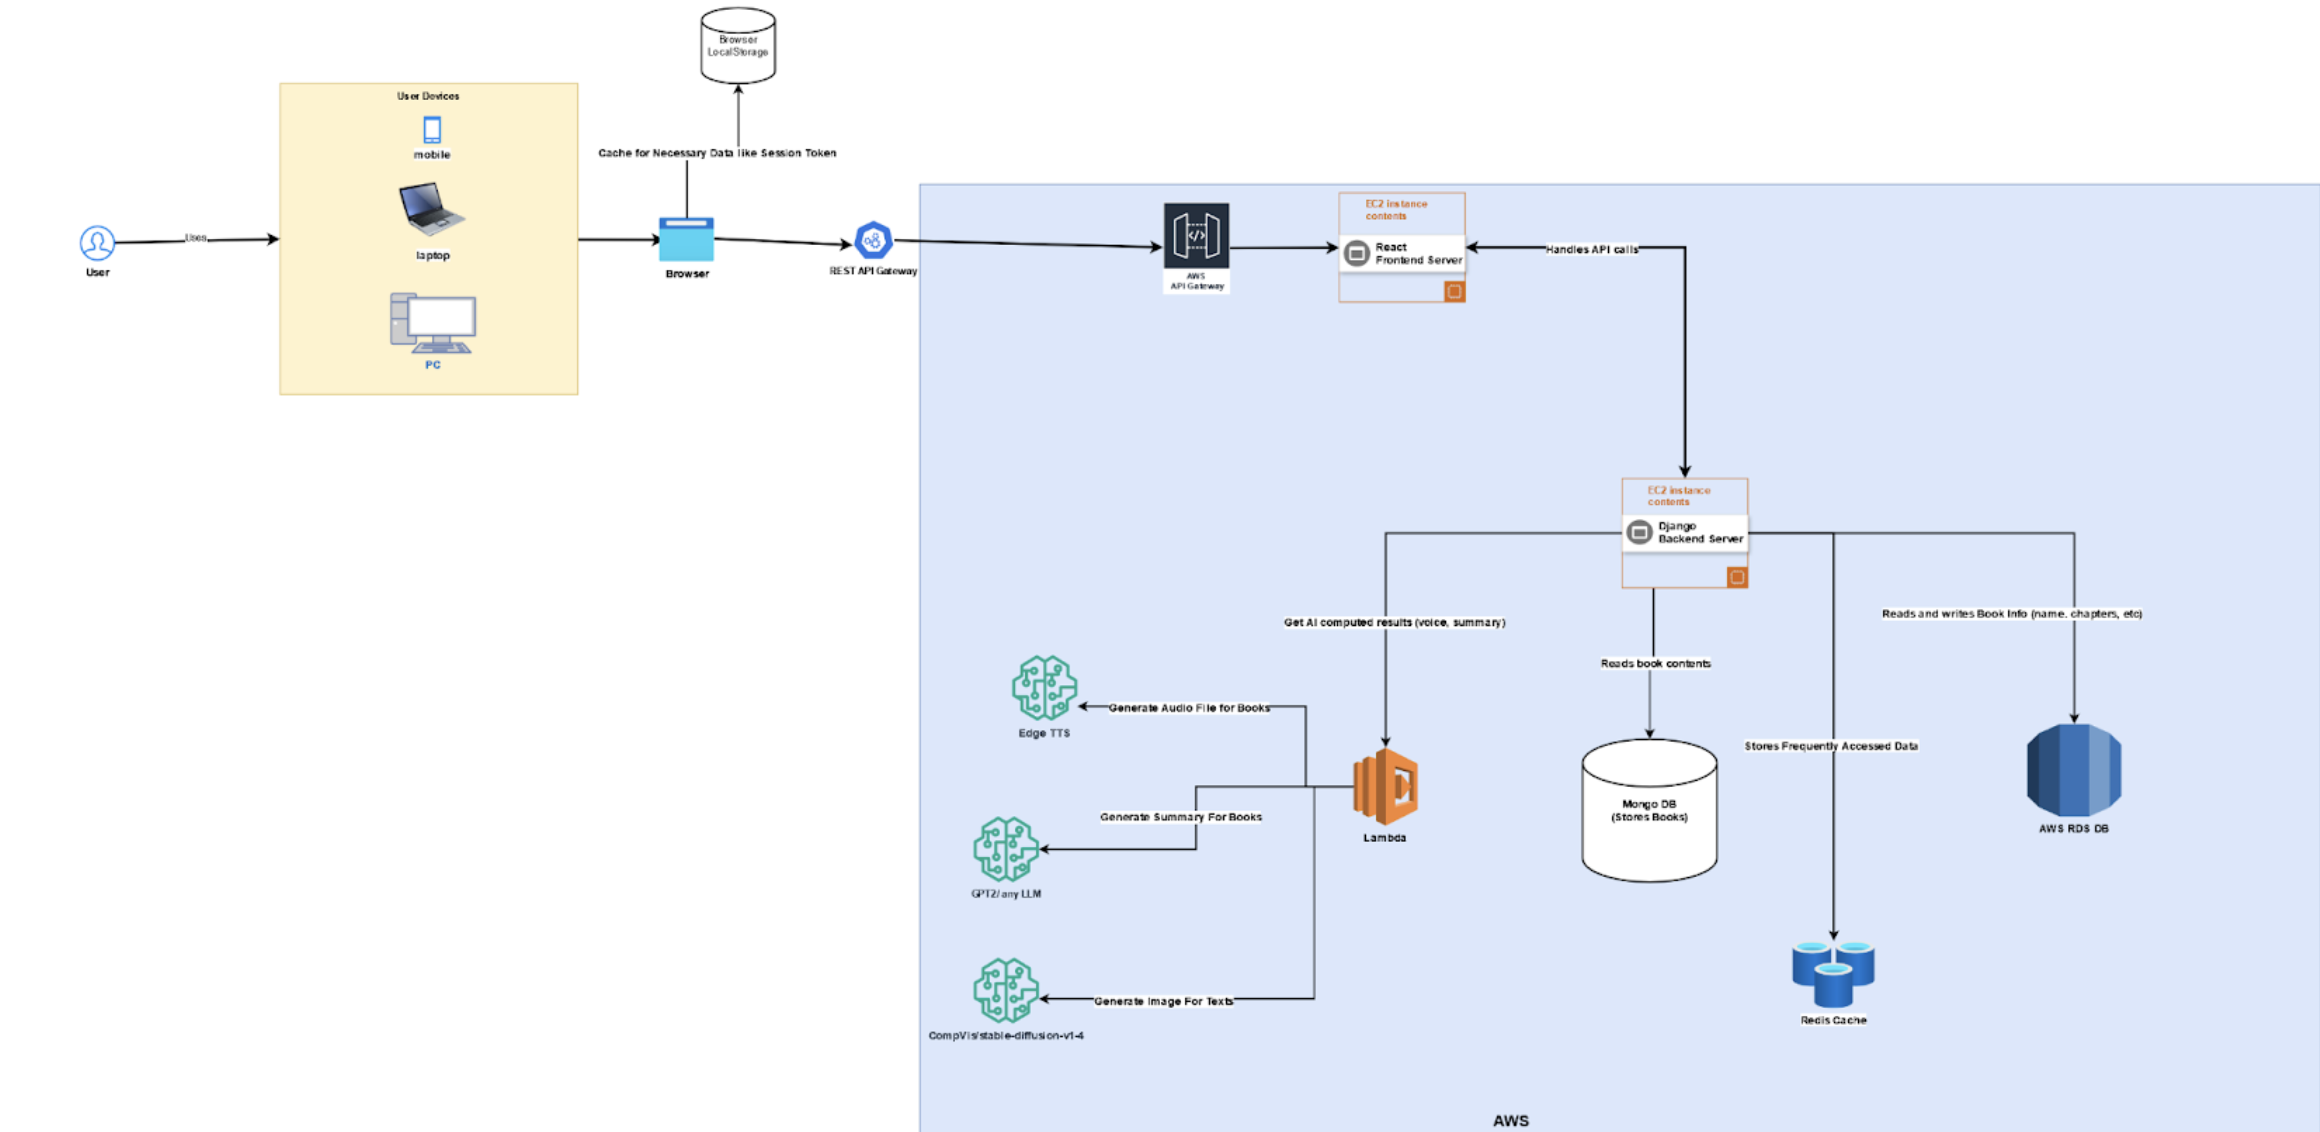 Browser
LocalStorage
User Devices
mobile
laptop
PC
Uses
User
Cache for Necessary Data like Session Token
Browser
REST API Gateway
AWS
API Gateway
EC2 instance
contents
React
Frontend Server
Handles API calls
EC2 instance
contents
Django
Backend Server
Get AI computed results (voice, summary)
Reads book contents
Reads and writes Book Info (name, chapters, etc)
Stores Frequently Accessed Data
Generate Audio File for Books
Edge TTS
Generate Summary For Books
GPT2/ any LLM
Generate Image For Texts
CompVis/stable-diffusion-v1-4
Lambda
Mongo DB
(Stores Books)
AWS RDS DB
Redis Cache
AWS